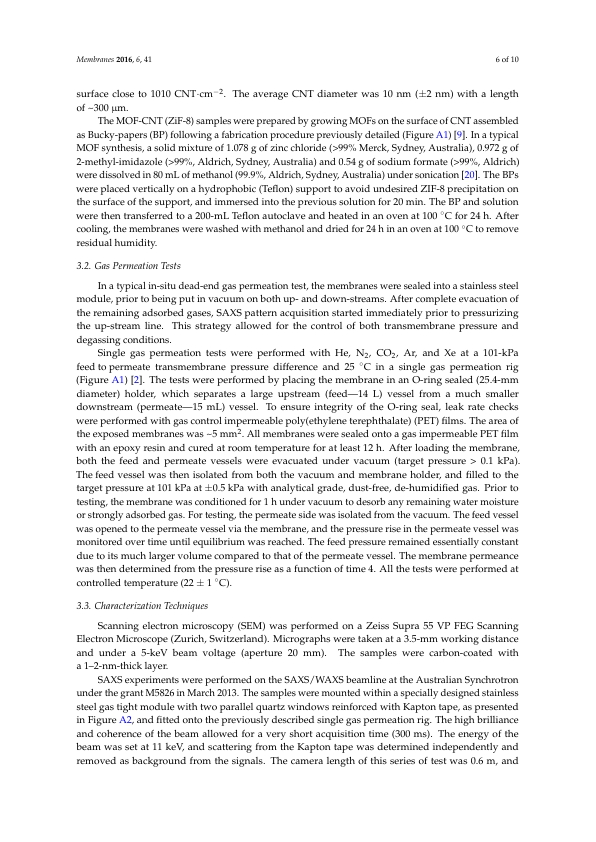 Membranes 2016, 6, 41
6 of 10
surface close to 1010 CNT·cm−2. The average CNT diameter was 10 nm (±2 nm) with a length
of ~300 μm.
The MOF-CNT (ZiF-8) samples were prepared by growing MOFs on the surface of CNT assembled
as Bucky-papers (BP) following a fabrication procedure previously detailed (Figure A1) [9]. In a typical
MOF synthesis, a solid mixture of 1.078 g of zinc chloride (>99% Merck, Sydney, Australia), 0.972 g of
2-methyl-imidazole (>99%, Aldrich, Sydney, Australia) and 0.54 g of sodium formate (>99%, Aldrich)
were dissolved in 80 mL of methanol (99.9%, Aldrich, Sydney, Australia) under sonication [20]. The BPs
were placed vertically on a hydrophobic (Teflon) support to avoid undesired ZIF-8 precipitation on
the surface of the support, and immersed into the previous solution for 20 min. The BP and solution
were then transferred to a 200-mL Teflon autoclave and heated in an oven at 100 °C for 24 h. After
cooling, the membranes were washed with methanol and dried for 24 h in an oven at 100 °C to remove
residual humidity.
3.2. Gas Permeation Tests
In a typical in-situ dead-end gas permeation test, the membranes were sealed into a stainless steel
module, prior to being put in vacuum on both up- and down-streams. After complete evacuation of
the remaining adsorbed gases, SAXS pattern acquisition started immediately prior to pressurizing
the up-stream line. This strategy allowed for the control of both transmembrane pressure and
degassing conditions.
Single gas permeation tests were performed with He, N2, CO2, Ar, and Xe at a 101-kPa
feed to permeate transmembrane pressure difference and 25 °C in a single gas permeation rig
(Figure A1) [2]. The tests were performed by placing the membrane in an O-ring sealed (25.4-mm
diameter) holder, which separates a large upstream (feed—14 L) vessel from a much smaller
downstream (permeate—15 mL) vessel. To ensure integrity of the O-ring seal, leak rate checks
were performed with gas control impermeable poly(ethylene terephthalate) (PET) films. The area of
the exposed membranes was ~5 mm2. All membranes were sealed onto a gas impermeable PET film
with an epoxy resin and cured at room temperature for at least 12 h. After loading the membrane,
both the feed and permeate vessels were evacuated under vacuum (target pressure > 0.1 kPa).
The feed vessel was then isolated from both the vacuum and membrane holder, and filled to the
target pressure at 101 kPa at ±0.5 kPa with analytical grade, dust-free, de-humidified gas. Prior to
testing, the membrane was conditioned for 1 h under vacuum to desorb any remaining water moisture
or strongly adsorbed gas. For testing, the permeate side was isolated from the vacuum. The feed vessel
was opened to the permeate vessel via the membrane, and the pressure rise in the permeate vessel was
monitored over time until equilibrium was reached. The feed pressure remained essentially constant
due to its much larger volume compared to that of the permeate vessel. The membrane permeance
was then determined from the pressure rise as a function of time 4. All the tests were performed at
controlled temperature (22 ± 1 °C).
3.3. Characterization Techniques
Scanning electron microscopy (SEM) was performed on a Zeiss Supra 55 VP FEG Scanning
Electron Microscope (Zurich, Switzerland). Micrographs were taken at a 3.5-mm working distance
and under a 5-keV beam voltage (aperture 20 mm). The samples were carbon-coated with
a 1–2-nm-thick layer.
SAXS experiments were performed on the SAXS/WAXS beamline at the Australian Synchrotron
under the grant M5826 in March 2013. The samples were mounted within a specially designed stainless
steel gas tight module with two parallel quartz windows reinforced with Kapton tape, as presented
in Figure A2, and fitted onto the previously described single gas permeation rig. The high brilliance
and coherence of the beam allowed for a very short acquisition time (300 ms). The energy of the
beam was set at 11 keV, and scattering from the Kapton tape was determined independently and
removed as background from the signals. The camera length of this series of test was 0.6 m, and